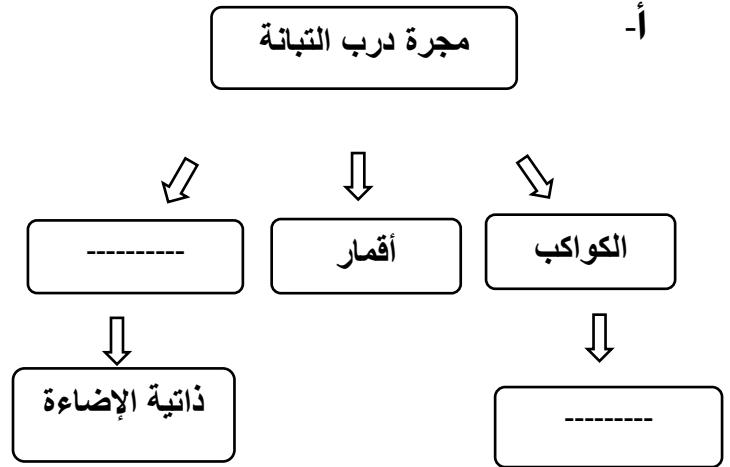 أ-
مجرة درب التبانة
الكواكب
أقمار
----------
---------
ذاتية الإضاءة